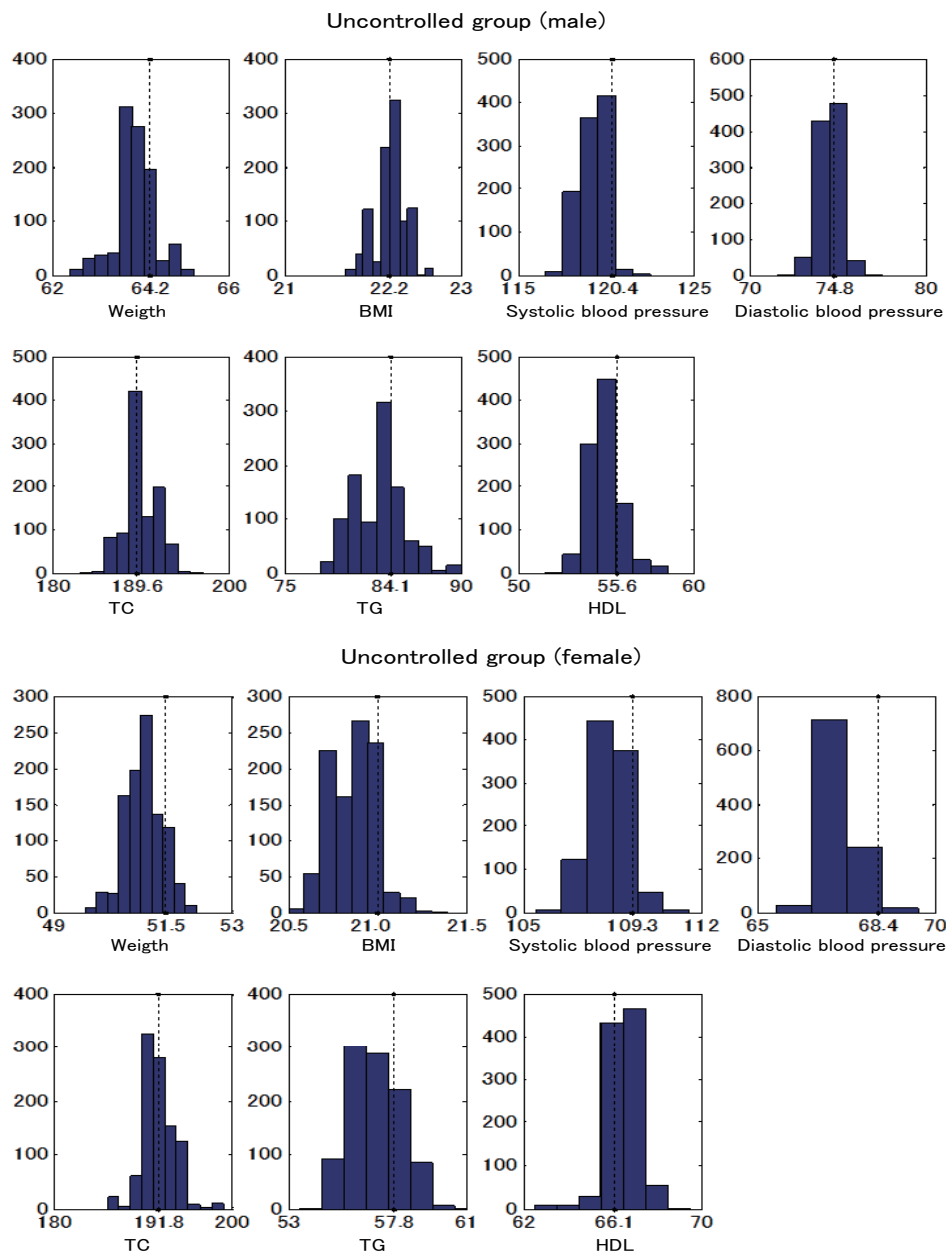 Uncontrolled group (male)
400
300
200
100
0
62 64.2 66
Weigth
400
300
200
100
0
21 22.2 23
BMI
500
400
300
200
100
0
115 120.4 125
Systolic blood pressure
600
500
400
300
200
100
0
70 74.8 80
Diastolic blood pressure
500
400
300
200
100
0
180 189.6 200
TC
400
300
200
100
0
75 84.1 90
TG
500
400
300
200
100
0
50 55.6 60
HDL
Uncontrolled group (female)
300
250
200
150
100
50
0
49 51.5 53
Weigth
300
250
200
150
100
50
0
20.5 21.0 21.5
BMI
500
400
300
200
100
0
105 109.3 112
Systolic blood pressure
800
600
400
200
0
65 68.4 70
Diastolic blood pressure
400
300
200
100
0
180 191.8 200
TC
400
300
200
100
0
53 57.8 61
TG
500
400
300
200
100
0
62 66.1 70
HDL